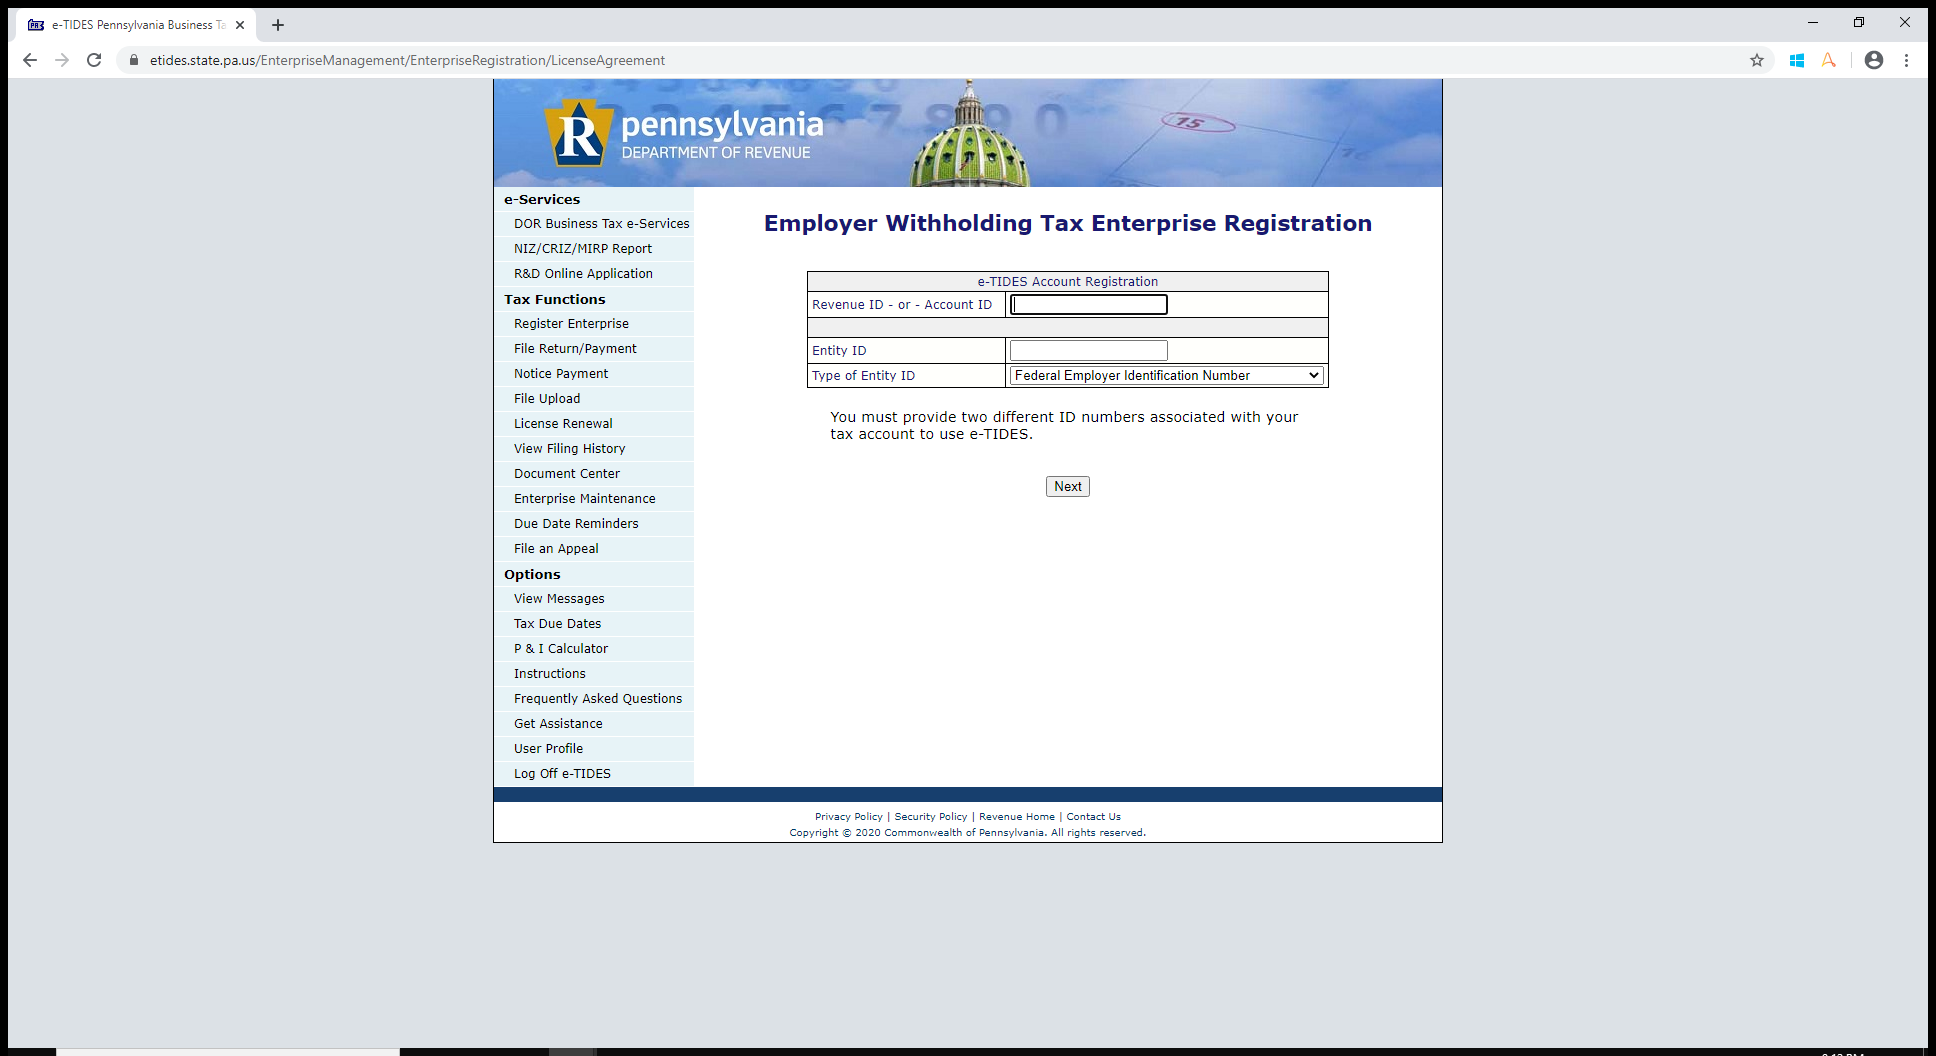 e-TIDES Pennsylvania Business Ta
etides.state.pa.us/EnterpriseManagement/EnterpriseRegistration/LicenseAgreement
R
pennsylvania
DEPARTMENT OF REVENUE
15
e-Services
DOR Business Tax e-Services
NIZ/CRIZ/MIRP Report
R&D Online Application
Tax Functions
Register Enterprise
File Return/Payment
Notice Payment
File Upload
License Renewal
View Filing History
Document Center
Enterprise Maintenance
Due Date Reminders
File an Appeal
Options
View Messages
Tax Due Dates
P & I Calculator
Instructions
Frequently Asked Questions
Get Assistance
User Profile
Log Off e-TIDES
Employer Withholding Tax Enterprise Registration
e-TIDES Account Registration
Revenue ID - or - Account ID
Entity ID
Type of Entity ID Federal Employer Identification Number
You must provide two different ID numbers associated with your
tax account to use e-TIDES.
Next
Privacy Policy | Security Policy | Revenue Home | Contact Us
Copyright © 2020 Commonwealth of Pennsylvania. All rights reserved.